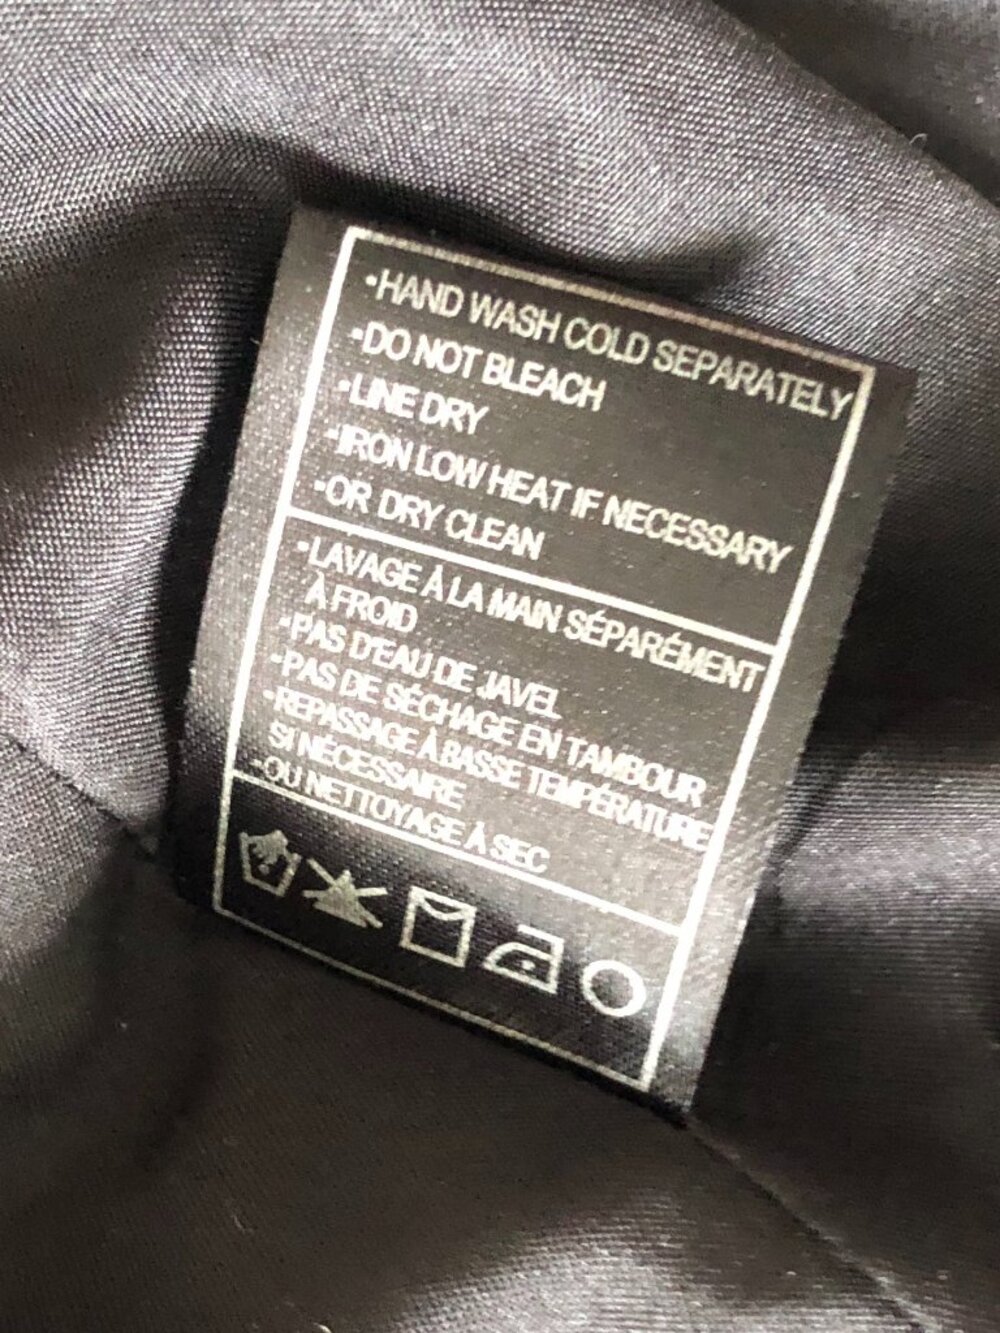 •HAND WASH COLD SEPARATELY
•DO NOT BLEACH
•LINE DRY
•IRON LOW HEAT IF NECESSARY
•OR DRY CLEAN
•LAVAGE À LA MAIN SÉPARÉMENT
À FROID
•PAS D'EAU DE JAVEL
•PAS DE SÉCHAGE EN TAMBOUR
•REPASSAGE À BASSE TEMPÉRATURE
SI NÉCESSAIRE
•OU NETTOYAGE À SEC